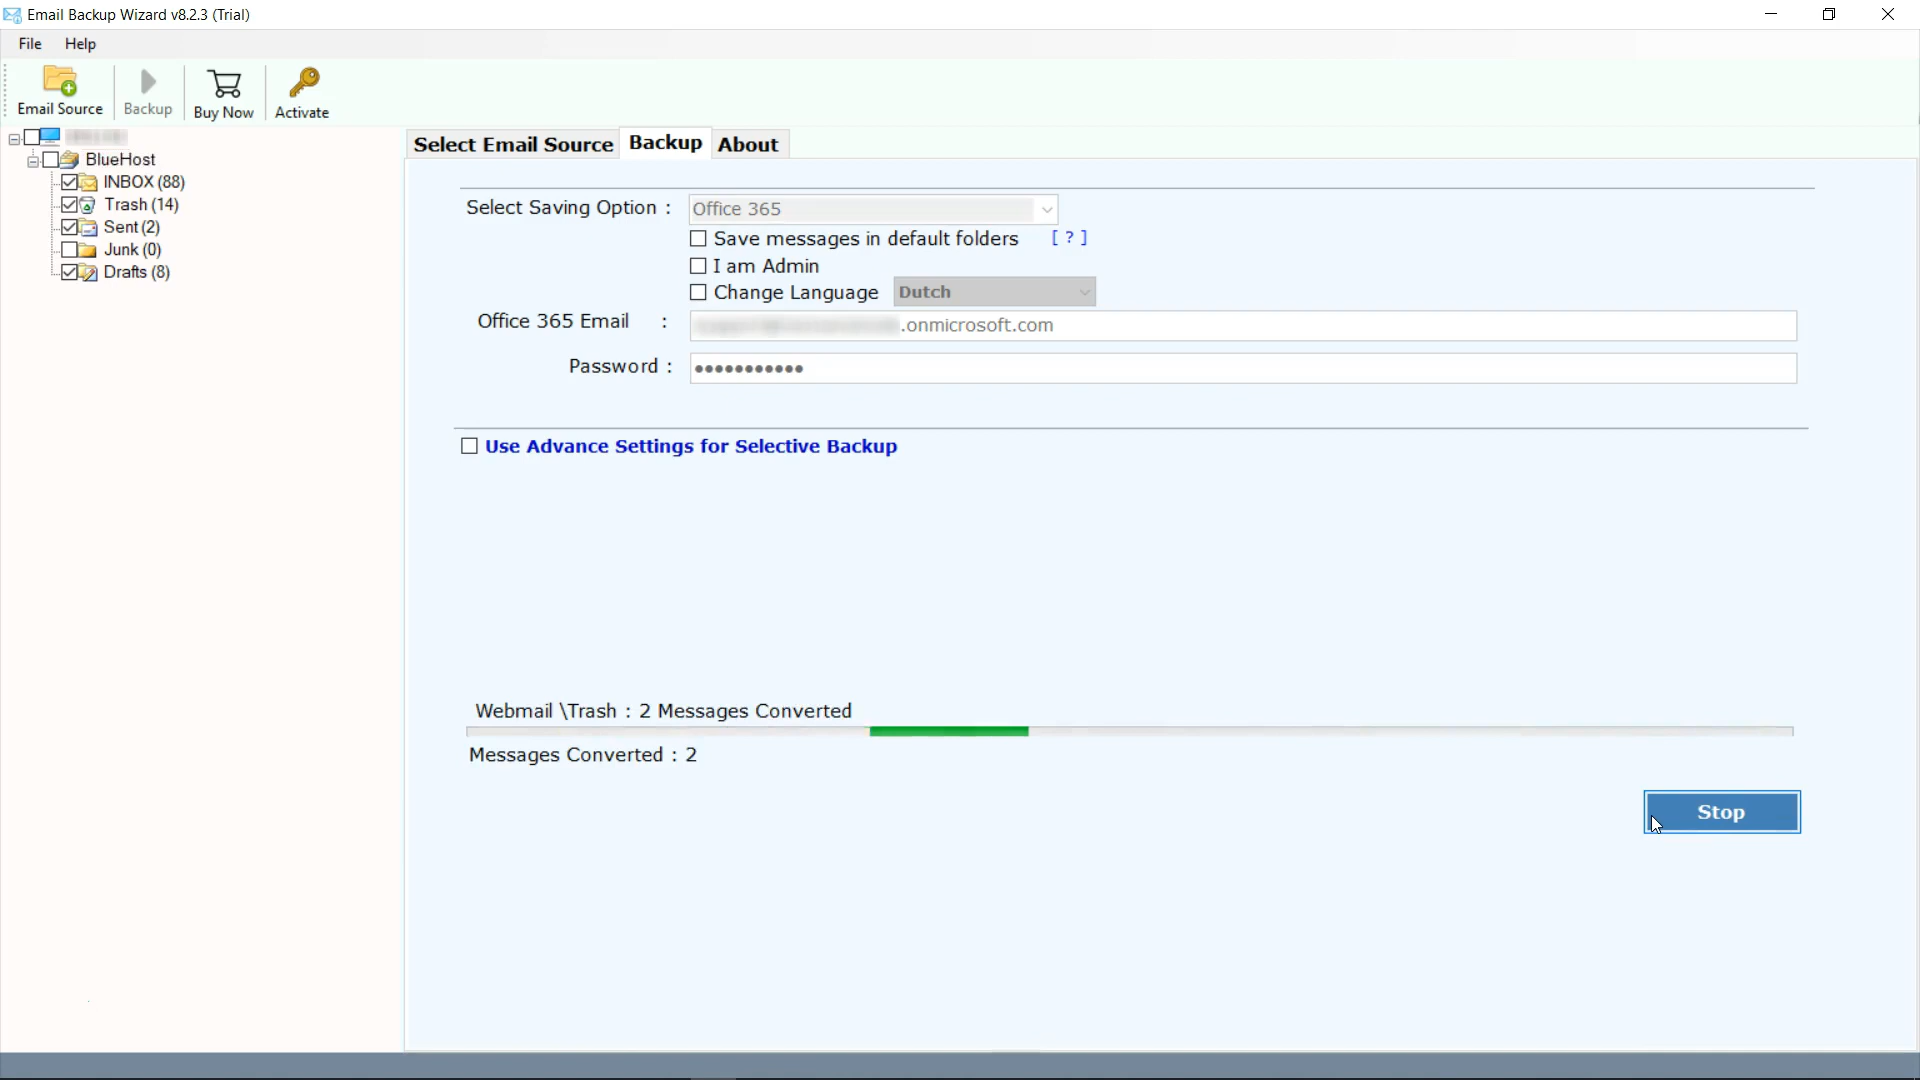 Email Backup Wizard v8.2.3 (Trial)
File Help
Email Source Backup Buy Now Activate
BlueHost
INBOX (88)
Trash (14)
Sent (2)
Junk (0)
Drafts (8)
Select Email Source Backup About
Select Saving Option : Office 365
Save messages in default folders [ ? ]
I am Admin
Change Language Dutch
Office 365 Email : .onmicrosoft.com
Password : •••••••••••
Use Advance Settings for Selective Backup
Webmail \Trash : 2 Messages Converted
Messages Converted : 2
Stop